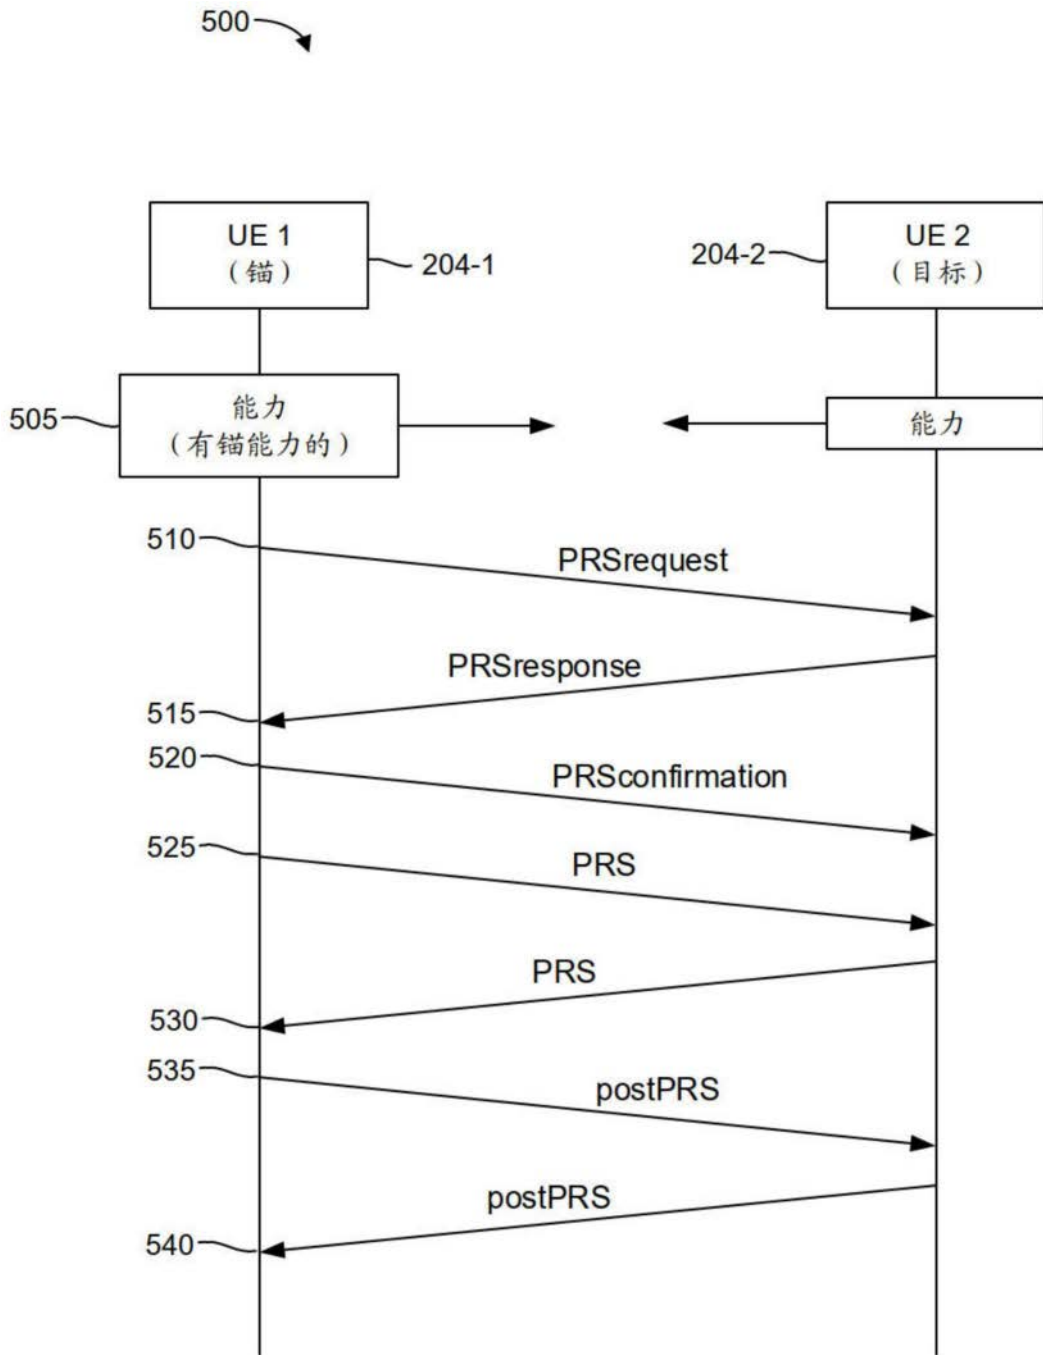 500
UE 1
（锚）
204-1
204-2
UE 2
（目标）
505
能力
（有锚能力的）
能力
510
PRSrequest
PRSresponse
515
520
PRSconfirmation
525
PRS
PRS
530
535
postPRS
postPRS
540